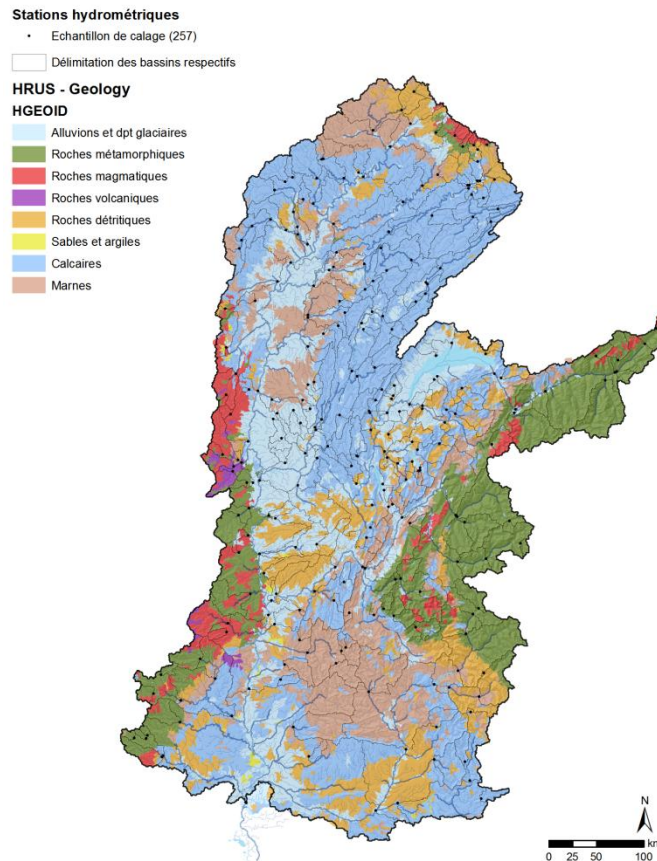 Stations hydrométriques
Echantillon de calage (257)
Délimitation des bassins respectifs
HRUS - Geology
HGEOID
Alluvions et dpt glaciaires
Roches métamorphiques
Roches magmatiques
Roches volcaniques
Roches détritiques
Sables et argiles
Calcaires
Marnes
N
km
0 25 50 100